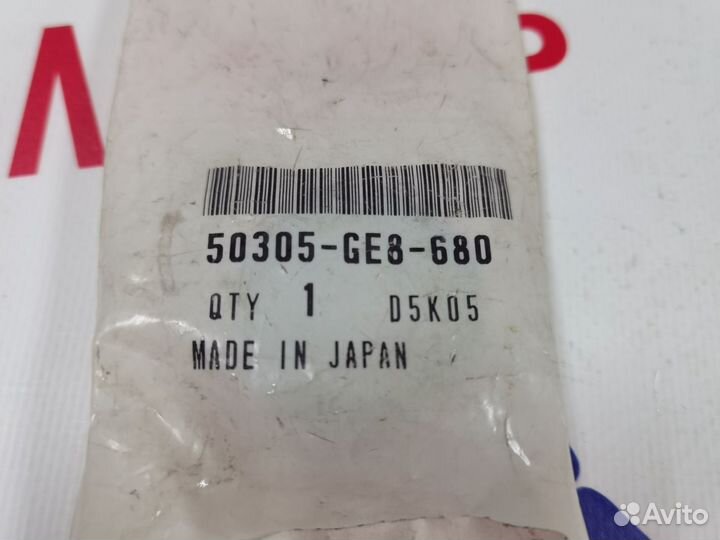 50305-GE8-680
QTY 1 D5K05
MADE IN JAPAN
Avito